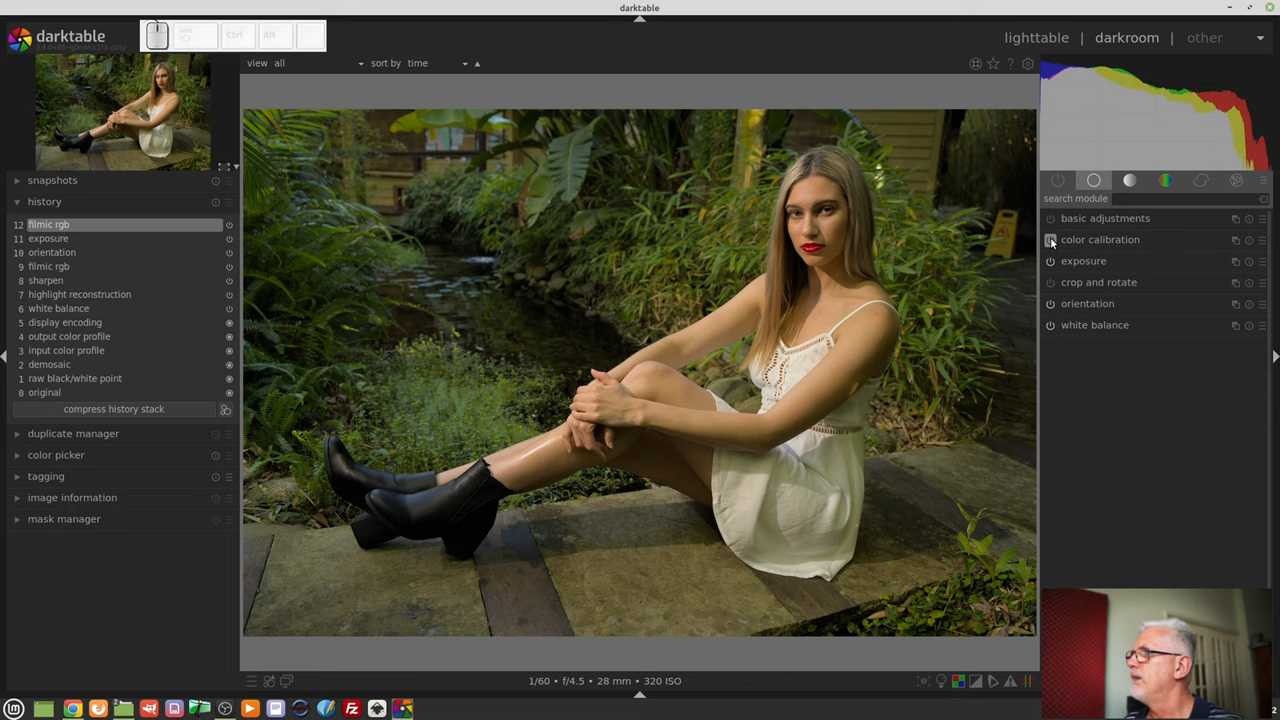 darktable
darktable
Ctrl
Alt
lighttable | darkroom | other
view all
sort by time
snapshots
history
12 filmic rgb
11 exposure
10 orientation
9 filmic rgb
8 sharpen
7 highlight reconstruction
6 white balance
5 display encoding
4 output color profile
3 input color profile
2 demosaic
1 raw black/white point
0 original
compress history stack
duplicate manager
color picker
tagging
image information
mask manager
search module
basic adjustments
color calibration
exposure
crop and rotate
orientation
white balance
1/60 • f/4.5 • 28 mm • 320 ISO